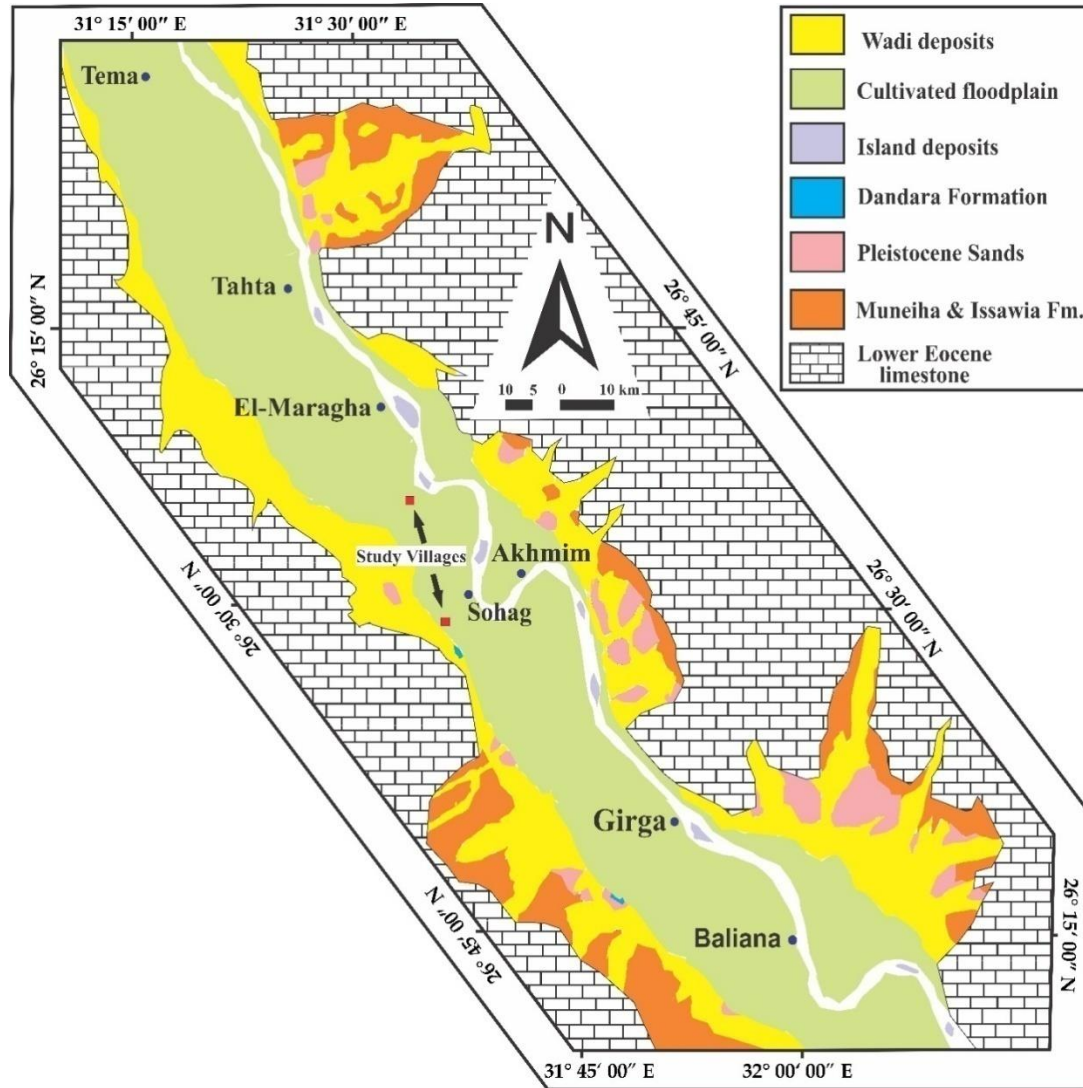 31° 15′ 00″ E
31° 30′ 00″ E
Wadi deposits
Cultivated floodplain
Island deposits
Dandara Formation
Pleistocene Sands
Muneiha & Issawia Fm.
Lower Eocene
limestone
Tema
N
Tahta
26° 15′ 00″ N
26° 45′ 00″ N
10 5 0 10 km
El-Maragha
Study Villages
Akhmim
Sohag
26° 30′ 00″ N
26° 30′ 00″ N
Girga
Baliana
26° 45′ 00″ N
26° 15′ 00″ N
31° 45′ 00″ E
32° 00′ 00″ E